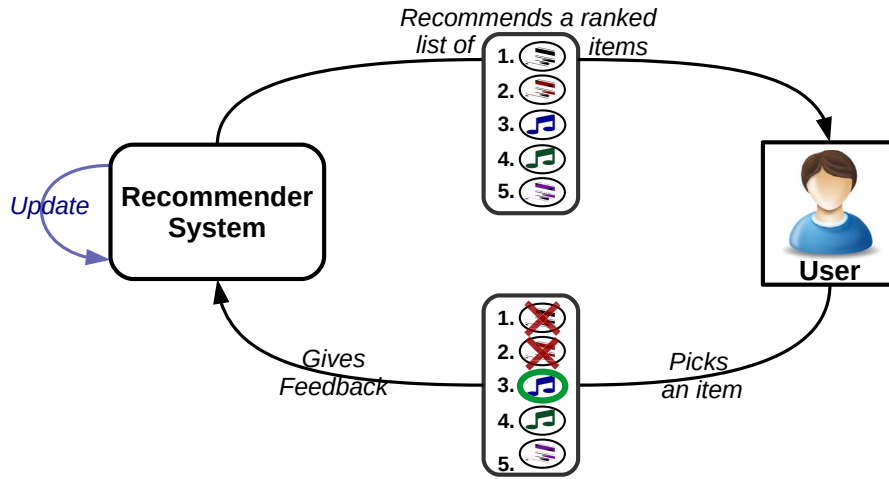 Recommends a ranked
list of items
1.
2.
3.
4.
5.
Update
Recommender
System
User
1.
2.
3.
4.
5.
Gives
Feedback
Picks
an item